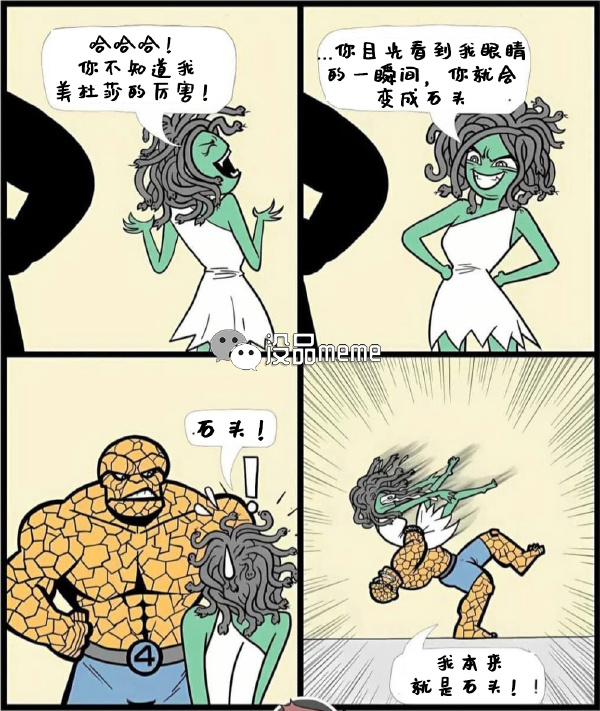 哈哈哈！
你不知道我
美杜莎的厉害！
...你目光看到我眼睛
的一瞬间，你就会
变成石头
没品meme
石头！
!
4
我本来
就是石头！！